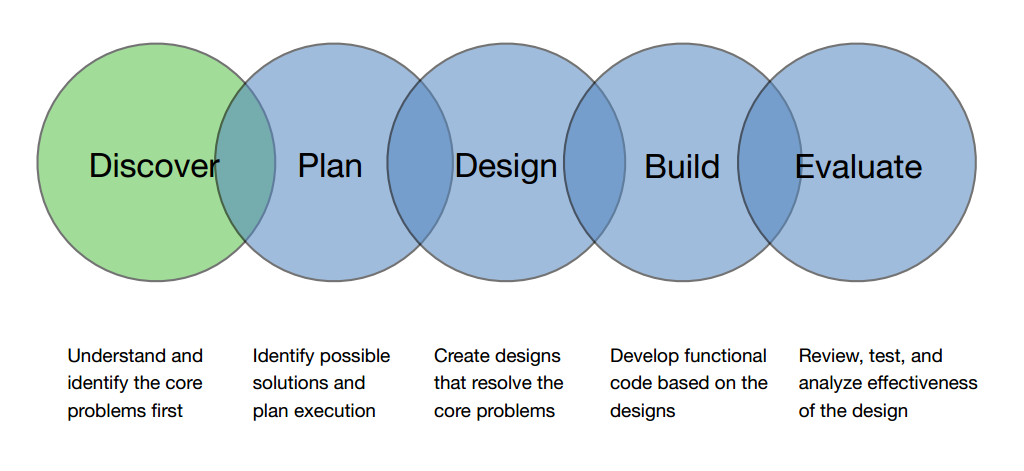 Discover
Plan
Design
Build
Evaluate
Understand and
identify the core
problems first
Identify possible
solutions and
plan execution
Create designs
that resolve the
core problems
Develop functional
code based on the
designs
Review, test, and
analyze effectiveness
of the design